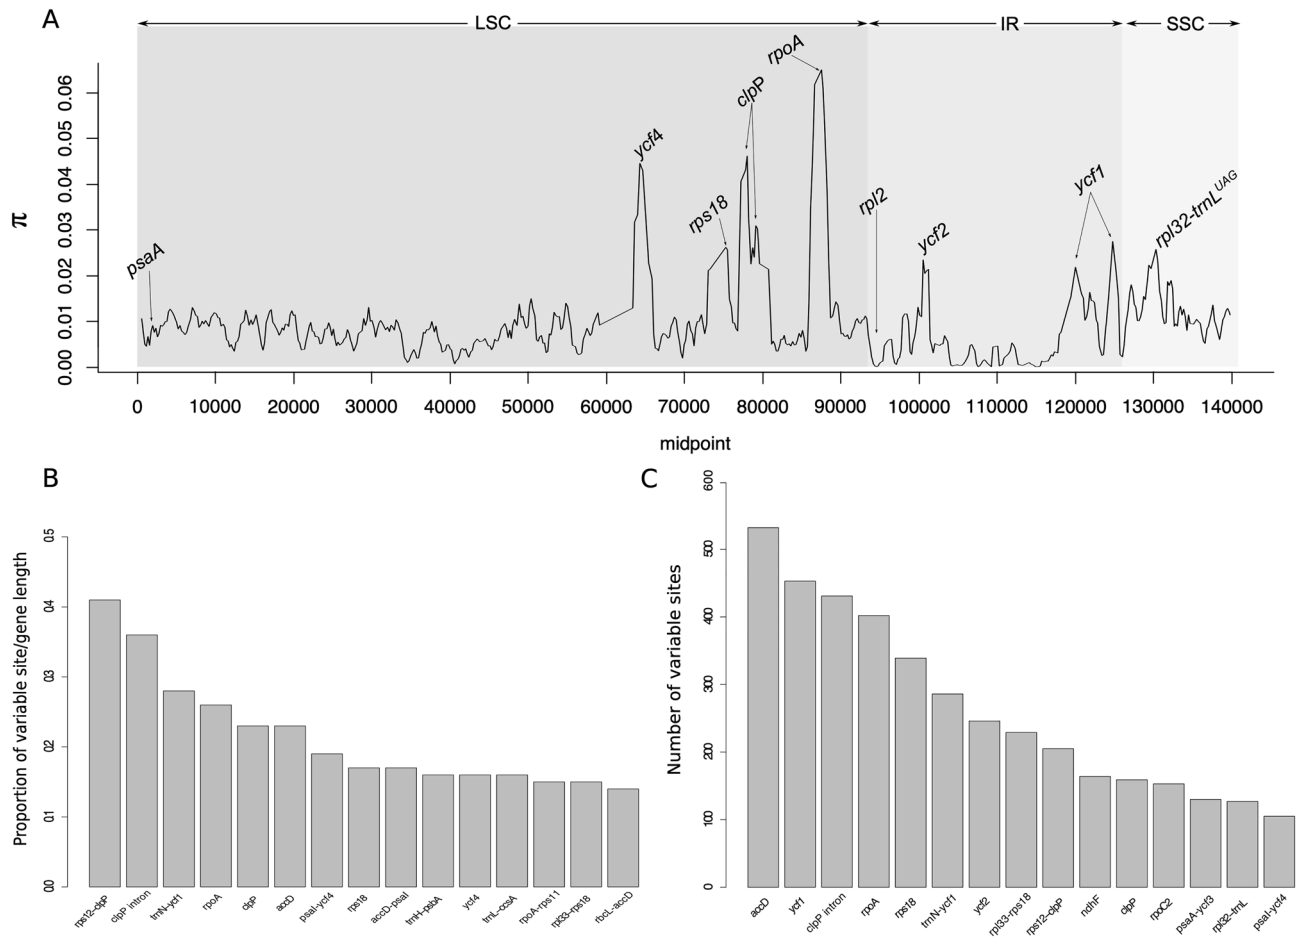 A
LSC
IR
SSC
rpoA
clpP
ycf4
rps18
rpl2
ycf2
ycf1
rpl32-trnL^UAG
psaA
π
0.00
0.01
0.02
0.03
0.04
0.05
0.06
0 10000 20000 30000 40000 50000 60000 70000 80000 90000 100000 110000 120000 130000 140000
midpoint
B
Proportion of variable site/gene length
0.5
0.4
0.3
0.2
0.1
0.0
rps12-clpP clpP intron trnN-ycf1 rpoA clpP accD psaI-ycf4 rps18 accD-psaI trnH-psbA ycf4 trnL-ccsA rpoA-rps11 rpl33-rps18 rbcL-accD
C
Number of variable sites
600
500
400
300
200
100
0
accD ycf1 clpP intron rpoA rps18 trnN-ycf1 ycf2 rpl33-rps18 rps12-clpP ndhF clpP rpoC2 psaA-ycf3 rpl32-trnL psaI-ycf4